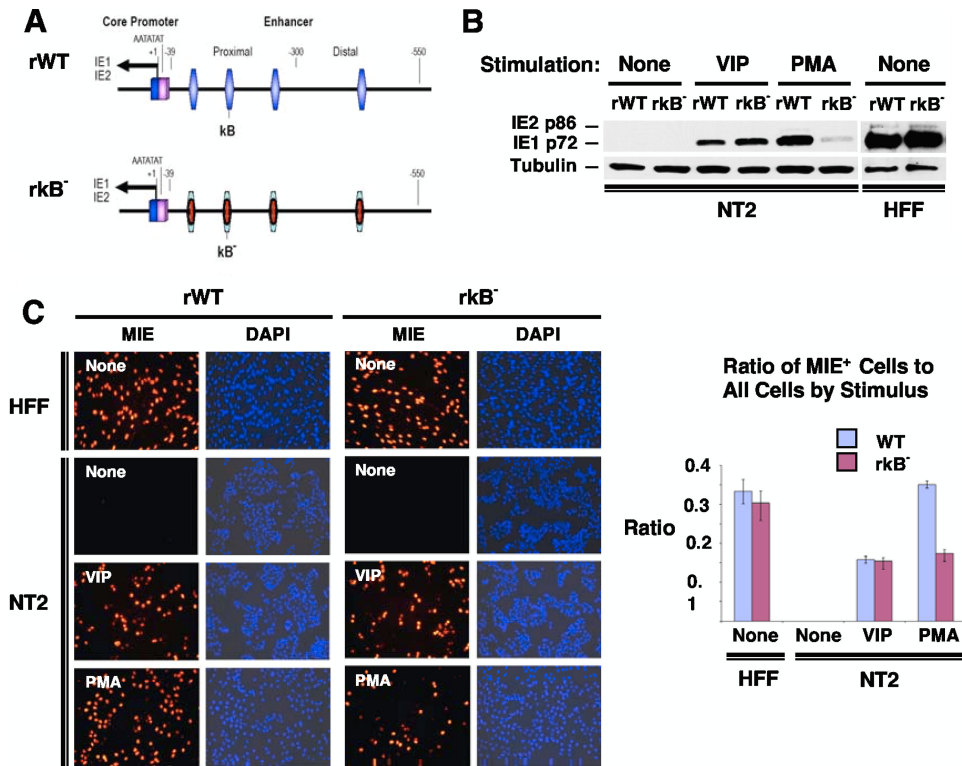 A
Core Promoter
Enhancer
AATATAT
+1
-39
Proximal
-300
Distal
-550
rWT
IE1
IE2
kB
AATATAT
+1
-39
-550
rkB-
IE1
IE2
kB-
B
Stimulation: None VIP PMA None
rWT rkB- rWT rkB- rWT rkB- rWT rkB-
IE2 p86
IE1 p72
Tubulin
NT2 HFF
C
rWT rkB-
MIE DAPI MIE DAPI
HFF
None None
NT2
None None
VIP VIP
PMA PMA
Ratio of MIE+ Cells to
All Cells by Stimulus
WT
rkB-
Ratio
0.4
0.3
0.2
0.
1
None None VIP PMA
HFF NT2